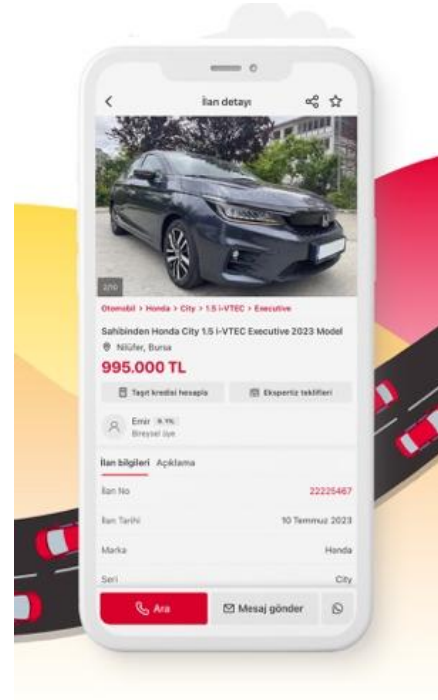 İlan detayı
2/10
Otomobil > Honda > City > 1.5 i-VTEC > Executive
Sahibinden Honda City 1.5 i-VTEC Executive 2023 Model
Nilüfer, Bursa
995.000 TL
Taşıt kredisi hesapla
Ekspertiz teklifleri
Emir
Bireysel üye
İlan bilgileri Açıklama
İlan No 22225467
İlan Tarihi 10 Temmuz 2023
Marka Honda
Seri City
Ara
Mesaj gönder